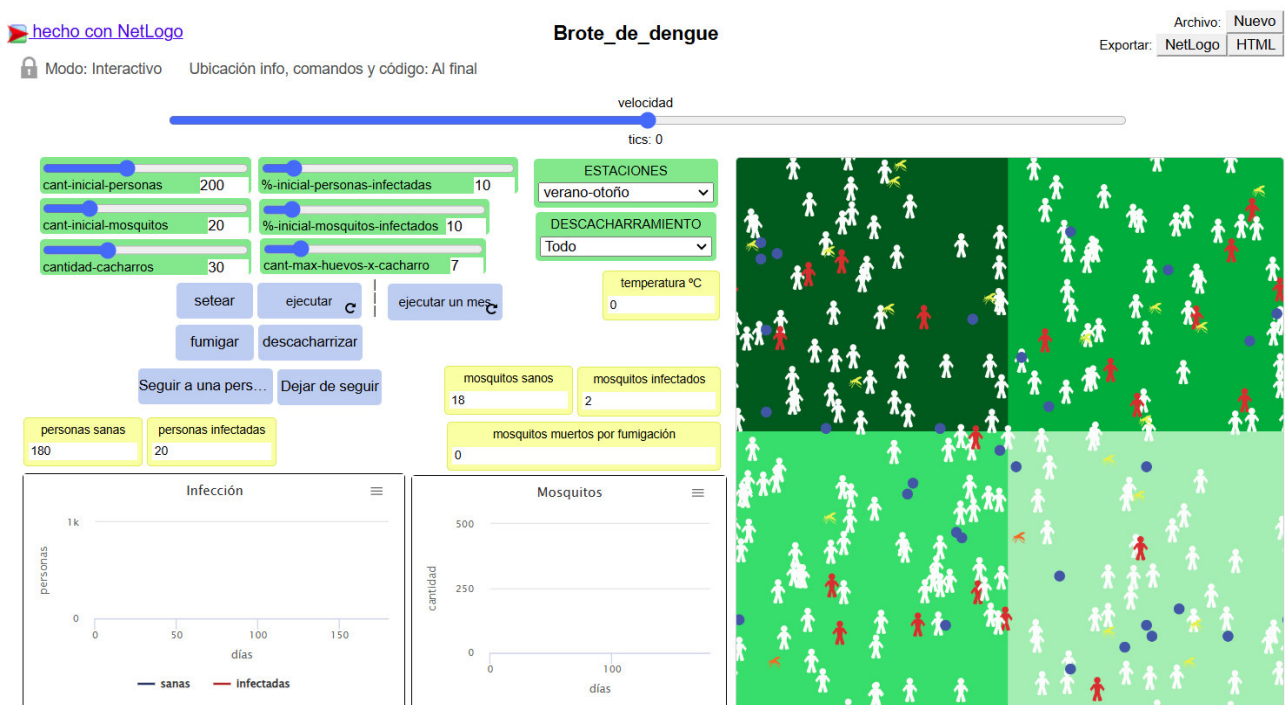 hecho con NetLogo
Brote_de_dengue
Archivo: Nuevo
Exportar: NetLogo HTML
Modo: Interactivo Ubicación info, comandos y código: Al final
velocidad
tics: 0
cant-inicial-personas 200
%-inicial-personas-infectadas 10
ESTACIONES
verano-otoño
cant-inicial-mosquitos 20
%-inicial-mosquitos-infectados 10
DESCACHARRAMIENTO
Todo
cantidad-cacharros 30
cant-max-huevos-x-cacharro 7
temperatura ºC
0
setear ejecutar ejecutar un mes
fumigar descacharrizar
Seguir a una pers... Dejar de seguir
mosquitos sanos
18
mosquitos infectados
2
personas sanas
180
personas infectadas
20
mosquitos muertos por fumigación
0
Infección
1k
personas
0
0 50 100 150
días
sanas infectadas
Mosquitos
500
250
cantidad
0
0 100
días